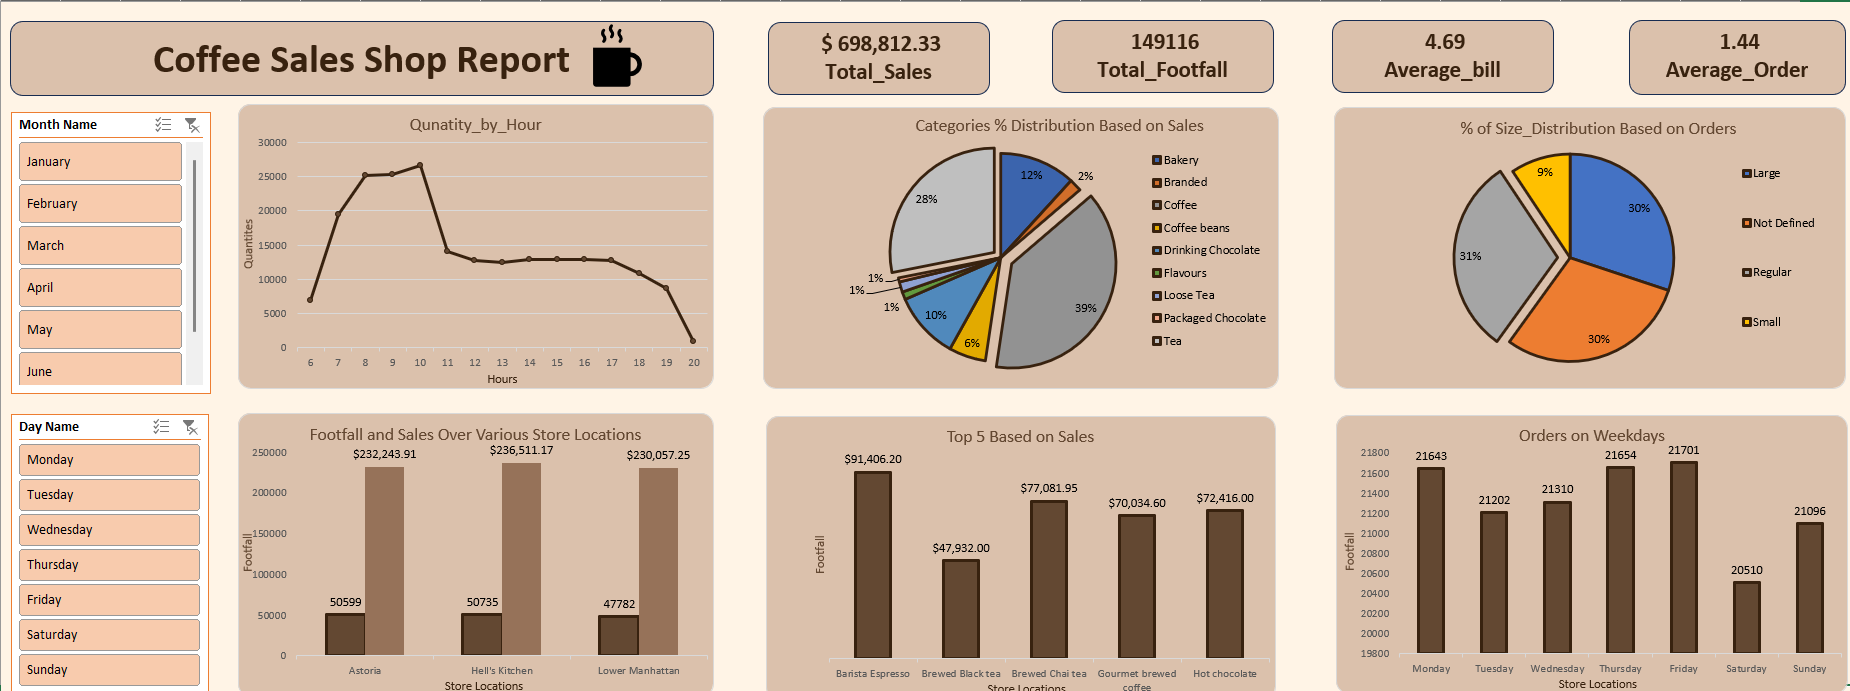 Coffee Sales Shop Report
$ 698,812.33
Total_Sales
149116
Total_Footfall
4.69
Average_bill
1.44
Average_Order
Month Name
January
February
March
April
May
June
Qunatity_by_Hour
30000
25000
20000
15000
10000
5000
0
Quantites
6 7 8 9 10 11 12 13 14 15 16 17 18 19 20
Hours
Categories % Distribution Based on Sales
12%
2%
39%
6%
10%
1%
1%
1%
28%
Bakery
Branded
Coffee
Coffee beans
Drinking Chocolate
Flavours
Loose Tea
Packaged Chocolate
Tea
% of Size_Distribution Based on Orders
30%
30%
31%
9%
Large
Not Defined
Regular
Small
Day Name
Monday
Tuesday
Wednesday
Thursday
Friday
Saturday
Sunday
Footfall and Sales Over Various Store Locations
250000
200000
150000
100000
50000
0
Footfall
$232,243.91
$236,511.17
$230,057.25
50599
50735
47782
Astoria Hell's Kitchen Lower Manhattan
Store Locations
Top 5 Based on Sales
Footfall
$91,406.20
$47,932.00
$77,081.95
$70,034.60
$72,416.00
Barista Espresso Brewed Black tea Brewed Chai tea Gourmet brewed coffee Hot chocolate
Store Locations
Orders on Weekdays
21800
21600
21400
21200
21000
20800
20600
20400
20200
20000
19800
Footfall
21643
21202
21310
21654
21701
20510
21096
Monday Tuesday Wednesday Thursday Friday Saturday Sunday
Store Locations